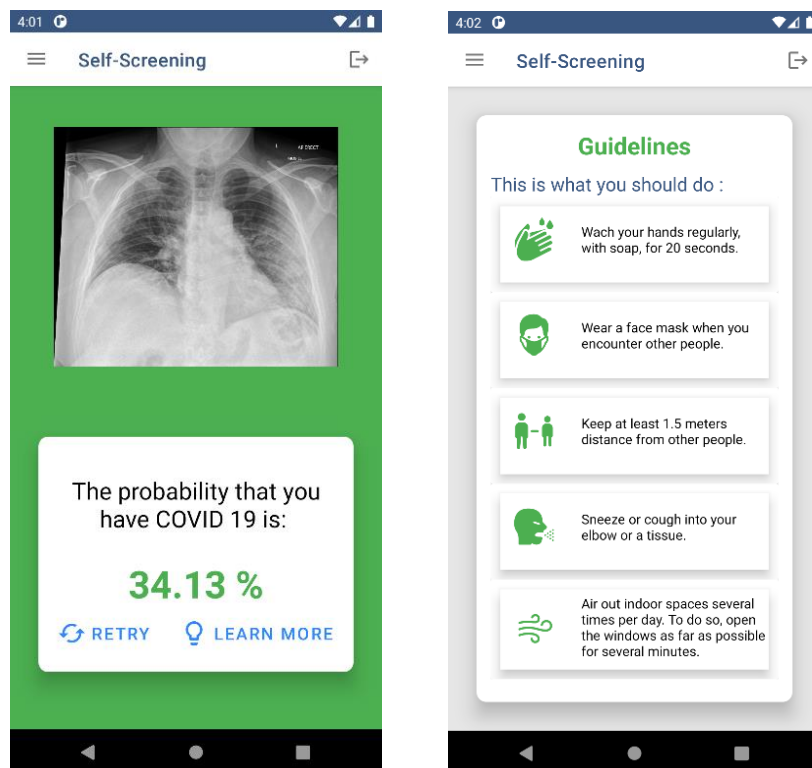 4:01
Self-Screening
The probability that you
have COVID 19 is:
34.13 %
RETRY
LEARN MORE
4:02
Self-Screening
Guidelines
This is what you should do :
Wach your hands regularly,
with soap, for 20 seconds.
Wear a face mask when you
encounter other people.
Keep at least 1.5 meters
distance from other people.
Sneeze or cough into your
elbow or a tissue.
Air out indoor spaces several
times per day. To do so, open
the windows as far as possible
for several minutes.